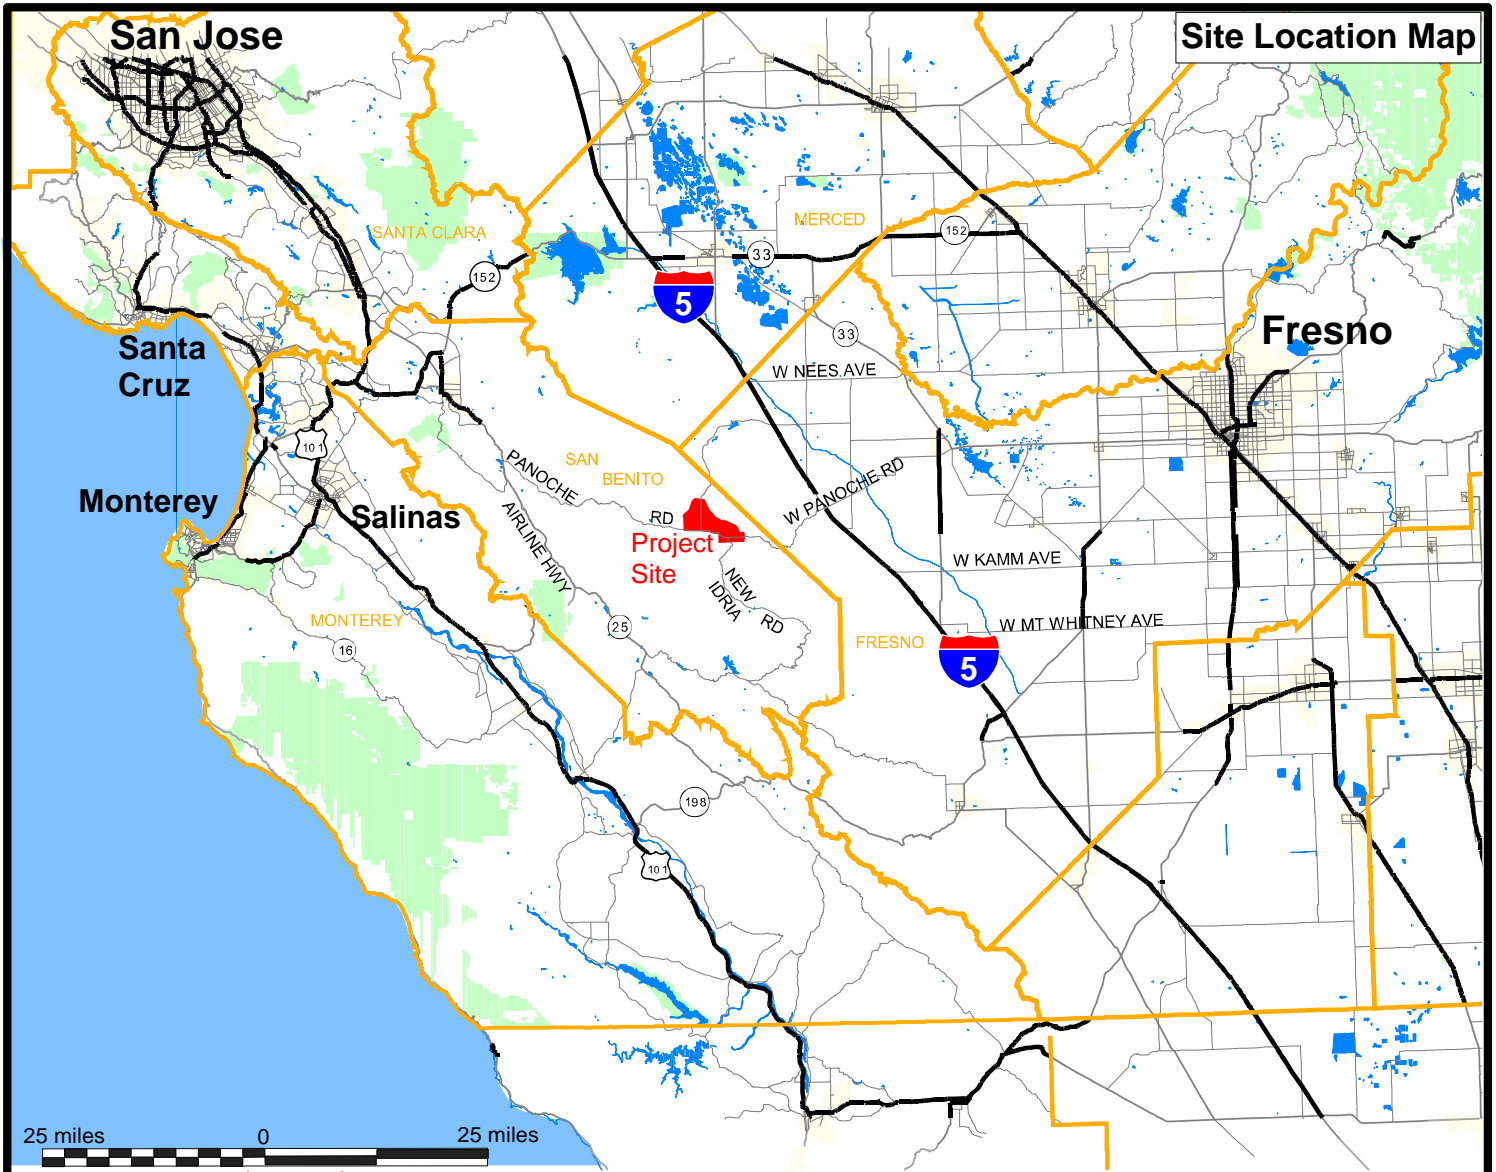 San Jose
Site Location Map
MERCED
SANTA CLARA
152
33
152
5
33
Fresno
Santa
Cruz
W NEES AVE
101
SAN
BENITO
PANOCHE
RD
W PANOCHE RD
Monterey
Salinas
AIRLINE HWY
Project
Site
W KAMM AVE
NEW
IDRIA
RD
MONTEREY
25
16
FRESNO
W MT WHITNEY AVE
5
198
101
25 miles
0
25 miles